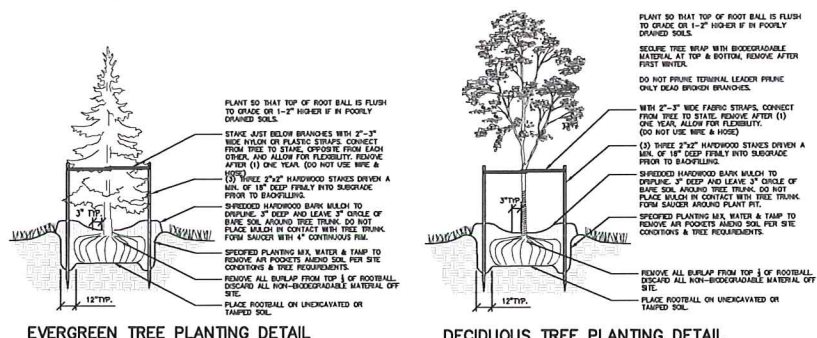 PLANT SO THAT TOP OF ROOT BALL IS FLUSH
TO GRADE OR 1-2" HIGHER IF IN POORLY
DRAINED SOILS.
STAKE JUST BELOW BRANCHES WITH 2"-3"
WIDE NYLON OR PLASTIC STRAPS. CONNECT
FROM TREE TO STAKE, OPPOSITE FROM EACH
OTHER, AND ALLOW FOR FLEXIBILITY. REMOVE
AFTER (1) ONE YEAR. (DO NOT USE WIRE &
HOSE)
(3) THREE 2"x2" HARDWOOD STAKES DRIVEN A
MIN. OF 18" DEEP FIRMLY INTO SUBGRADE
PRIOR TO BACKFILLING.
SHREDDED HARDWOOD BARK MULCH TO
DRIPLINE. 3" DEEP AND LEAVE 3" CIRCLE OF
BARE SOIL AROUND TREE TRUNK. DO NOT
PLACE MULCH IN CONTACT WITH TREE TRUNK.
FORM SAUCER WITH 4" CONTINUOUS RIM.
SPECIFIED PLANTING MIX, WATER & TAMP TO
REMOVE AIR POCKETS AMEND SOIL PER SITE
CONDITIONS & TREE REQUIREMENTS.
REMOVE ALL BURLAP FROM TOP OF ROOTBALL.
DISCARD ALL NON-BIODEGRADABLE MATERIAL OFF
SITE.
PLACE ROOTBALL ON UNEXCAVATED OR
TAMPED SOIL.
3" TYP.
12"TYP.
EVERGREEN TREE PLANTING DETAIL
PLANT SO THAT TOP OF ROOT BALL IS FLUSH
TO GRADE OR 1-2" HIGHER IF IN POORLY
DRAINED SOILS.
SECURE TREE WRAP WITH BIODEGRADABLE
MATERIAL AT TOP & BOTTOM, REMOVE AFTER
FIRST WINTER.
DO NOT PRUNE TERMINAL LEADER PRUNE
ONLY DEAD BROKEN BRANCHES.
WITH 2"-3" WIDE FABRIC STRAPS, CONNECT
FROM TREE TO STATE. REMOVE AFTER (1)
ONE YEAR, ALLOW FOR FLEXIBILITY.
(DO NOT USE WIRE & HOSE)
(3) THREE 2"x2" HARDWOOD STAKES DRIVEN A
MIN. OF 18" DEEP FIRMLY INTO SUBGRADE
PRIOR TO BACKFILLING.
SHREDDED HARDWOOD BARK MULCH TO
DRIPLINE. 3" DEEP AND LEAVE 3" CIRCLE OF
BARE SOIL AROUND TREE TRUNK. DO NOT
PLACE MULCH IN CONTACT WITH TREE TRUNK.
FORM SAUCER AROUND PLANT PIT.
SPECIFIED PLANTING MIX, WATER & TAMP TO
REMOVE AIR POCKETS AMEND SOIL PER SITE
CONDITIONS & TREE REQUIREMENTS.
REMOVE ALL BURLAP FROM TOP OF ROOTBALL.
DISCARD ALL NON-BIODEGRADABLE MATERIAL OFF
SITE.
PLACE ROOTBALL ON UNEXCAVATED OR
TAMPED SOIL.
3" TYP.
12"TYP.
DECIDUOUS TREE PLANTING DETAIL